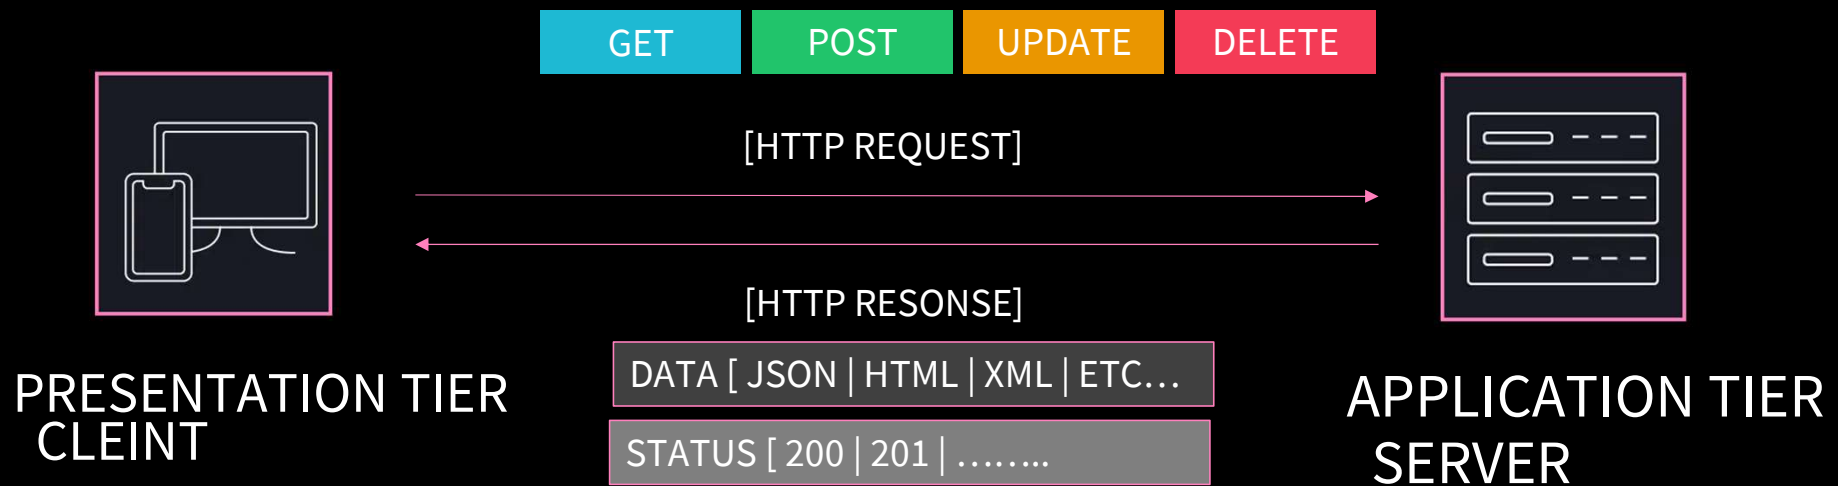 GET
POST
UPDATE
DELETE
[HTTP REQUEST]
[HTTP RESONSE]
DATA [ JSON | HTML | XML | ETC…
STATUS [ 200 | 201 | ……..
PRESENTATION TIER
CLEINT
APPLICATION TIER
SERVER